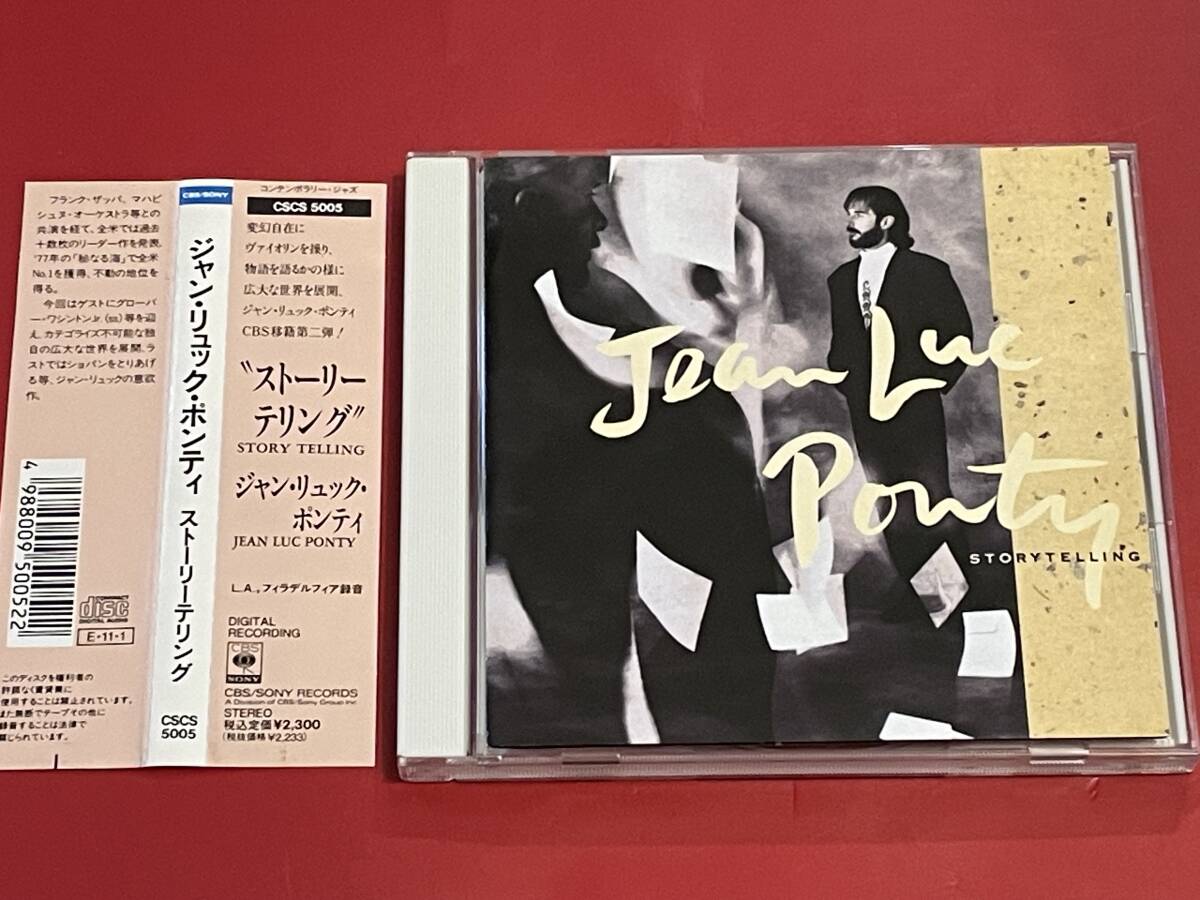 フランク・ザッパ、マハビ
シュヌ・オーケストラ等との
共演を経て、全米では過去
十数枚のリーダー作を発表。
'77年の「秘なる海」で全米
No.1を獲得、不動の地位を
得る。
今回はゲストにグローバ
ー・ワシントンJr.(ss)等を迎
え、カテゴライズ不可能な独
自の広大な世界を展開、ラ
ストではショパンをとりあげ
る等、ジャン・リュックの意欲
作。
4 988009 500522
disc
DIGITAL AUDIO
E-11-1
このディスクを権利者の
許諾なく賃貸業に
使用することは禁止されています。
また無断でテープその他に
録音することは法律で
禁じられています。
CBS/SONY
ジャン・リュック・ポンティ ストーリーテリング
CSCS
5005
コンテンポラリー・ジャズ
CSCS 5005
変幻自在に
ヴァイオリンを操り、
物語を語るかの様に
広大な世界を展開、
ジャン・リュック・ポンティ
CBS移籍第二弾!
"ストーリー
テリング"
STORY TELLING
ジャン・リュック・
ポンティ
JEAN LUC PONTY
L.A.,フィラデルフィア録音
DIGITAL
RECORDING
CBS
SONY
CBS/SONY RECORDS
A Division of CBS/Sony Group Inc.
STEREO
税込定価¥2,300
(税抜価格¥2,233)
Jean Luc
Ponty
STORYTELLING